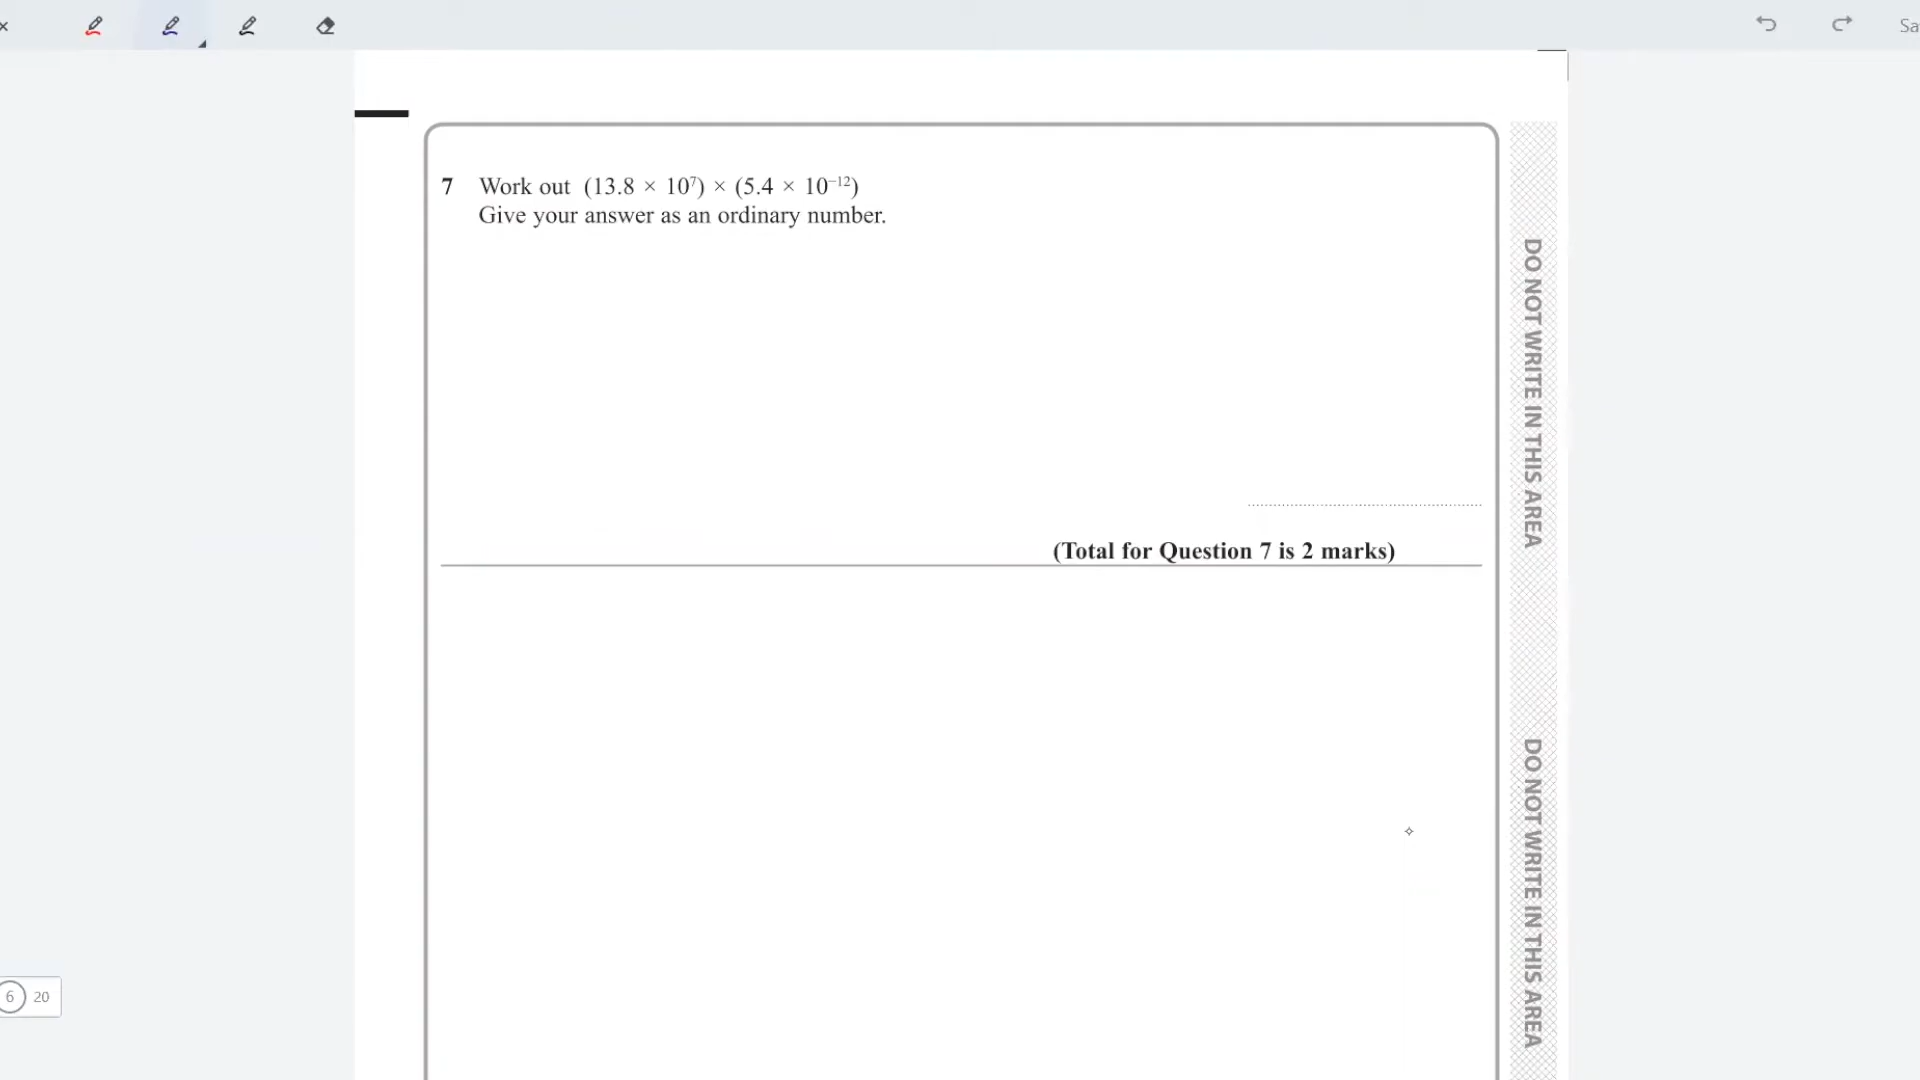 Sa
7 Work out (13.8 × 10⁷) × (5.4 × 10⁻¹²)
Give your answer as an ordinary number.
(Total for Question 7 is 2 marks)
DO NOT WRITE IN THIS AREA
DO NOT WRITE IN THIS AREA
6 20